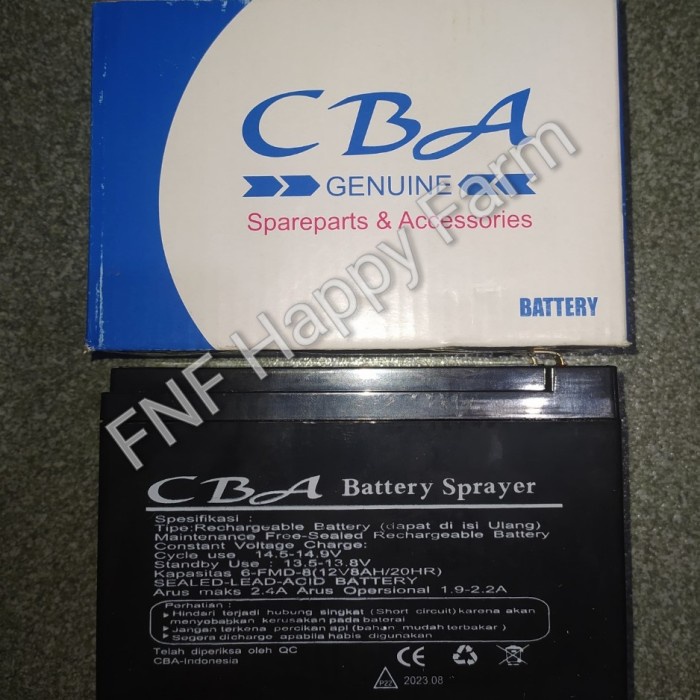 CBA
GENUINE
Spareparts & Accessories
BATTERY
FNF Happy Farm
CBA Battery Sprayer
Spesifikasi :
Tipe:Rechargeable Battery (dapat di isi Ulang)
Maintenance Free-Sealed Rechargeable Battery
Constant Voltage Charge:
Cycle use : 14.5-14.9V
Standby Use : 13.5-13.8V
Kapasitas 6-FMD-8(12V8AH/20HR)
SEALED-LEAD-ACID BATTERY
Arus maks 2.4A Arus Opersional 1.9-2.2A
Perhatian :
Hindari terjadi hubung singkat (Short circuit) karena akan
menyebabkan kerusakan pada baterai
Jangan terkena percikan api (bahan mudah terbakar)
Segera dicharge apabila habis digunakan
Telah diperiksa oleh QC
CBA-Indonesia
CE
P22 2023.08